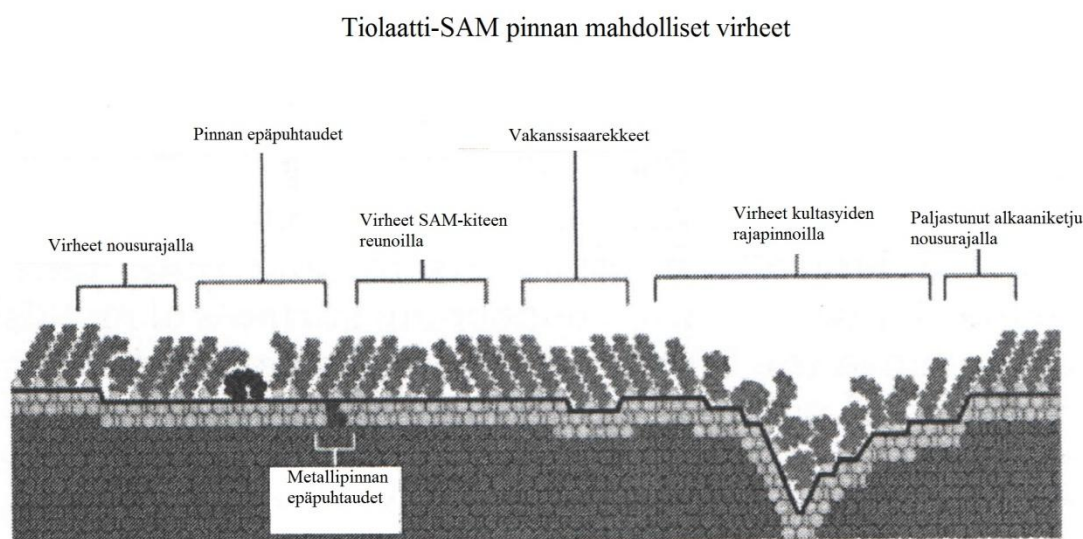 Tiolaatti-SAM pinnan mahdolliset virheet
Pinnan epäpuhtaudet
Vakanssisaarekkeet
Virheet nousurajalla
Virheet SAM-kiteen
reunoilla
Virheet kultasyiden
rajapinnoilla
Paljastunut alkaaniketju
nousurajalla
Metallipinnan
epäpuhtaudet